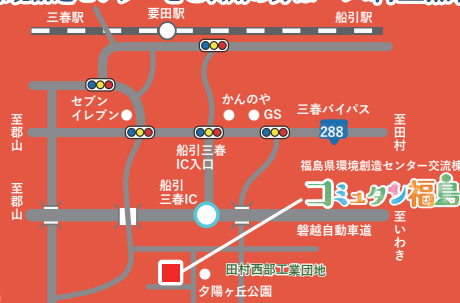 三春駅
要田駅
船引駅
セブン
イレブン
かんのや
GS
三春バイパス
288
至郡山
至田村
船引三春
IC入口
福島県環境創造センター交流棟
コミュタン福島
至郡山
船引
三春IC
磐越自動車道
至いわき
田村西部工業団地
夕陽ヶ丘公園